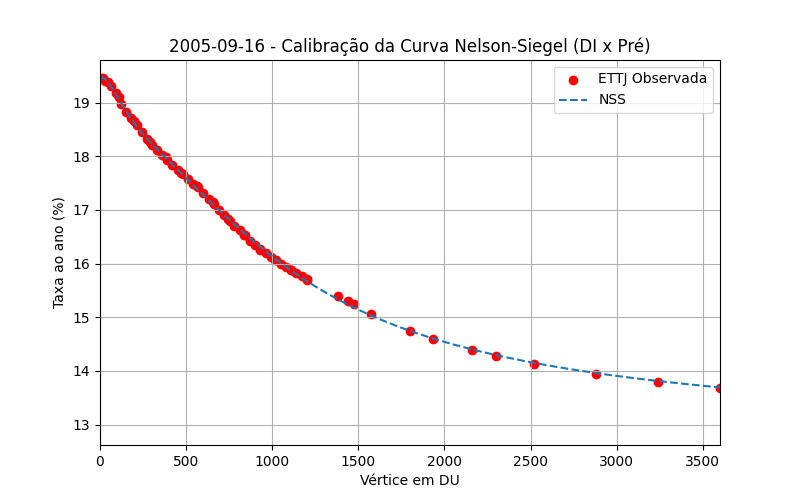 2005-09-16 - Calibração da Curva Nelson-Siegel (DI x Pré)
ETTJ Observada
NSS
Taxa ao ano (%)
19
18
17
16
15
14
13
0 500 1000 1500 2000 2500 3000 3500
Vértice em DU